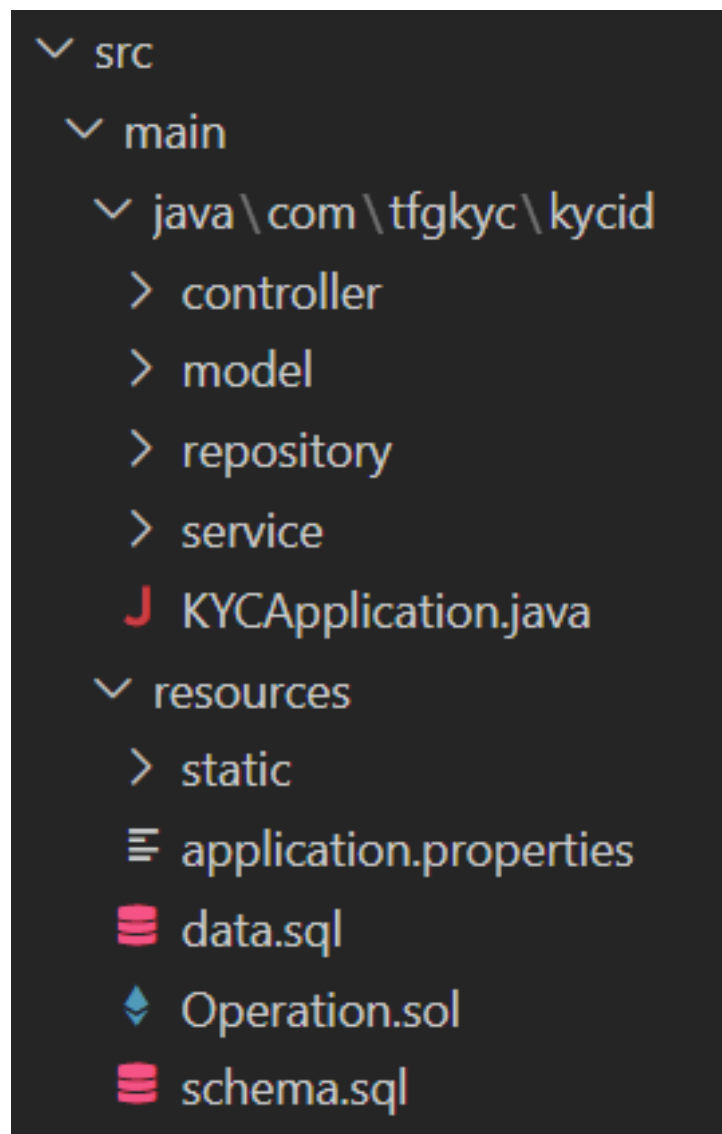 src
main
java\com\tfgkyc\kycid
controller
model
repository
service
J KYCApplication.java
resources
static
application.properties
data.sql
Operation.sol
schema.sql